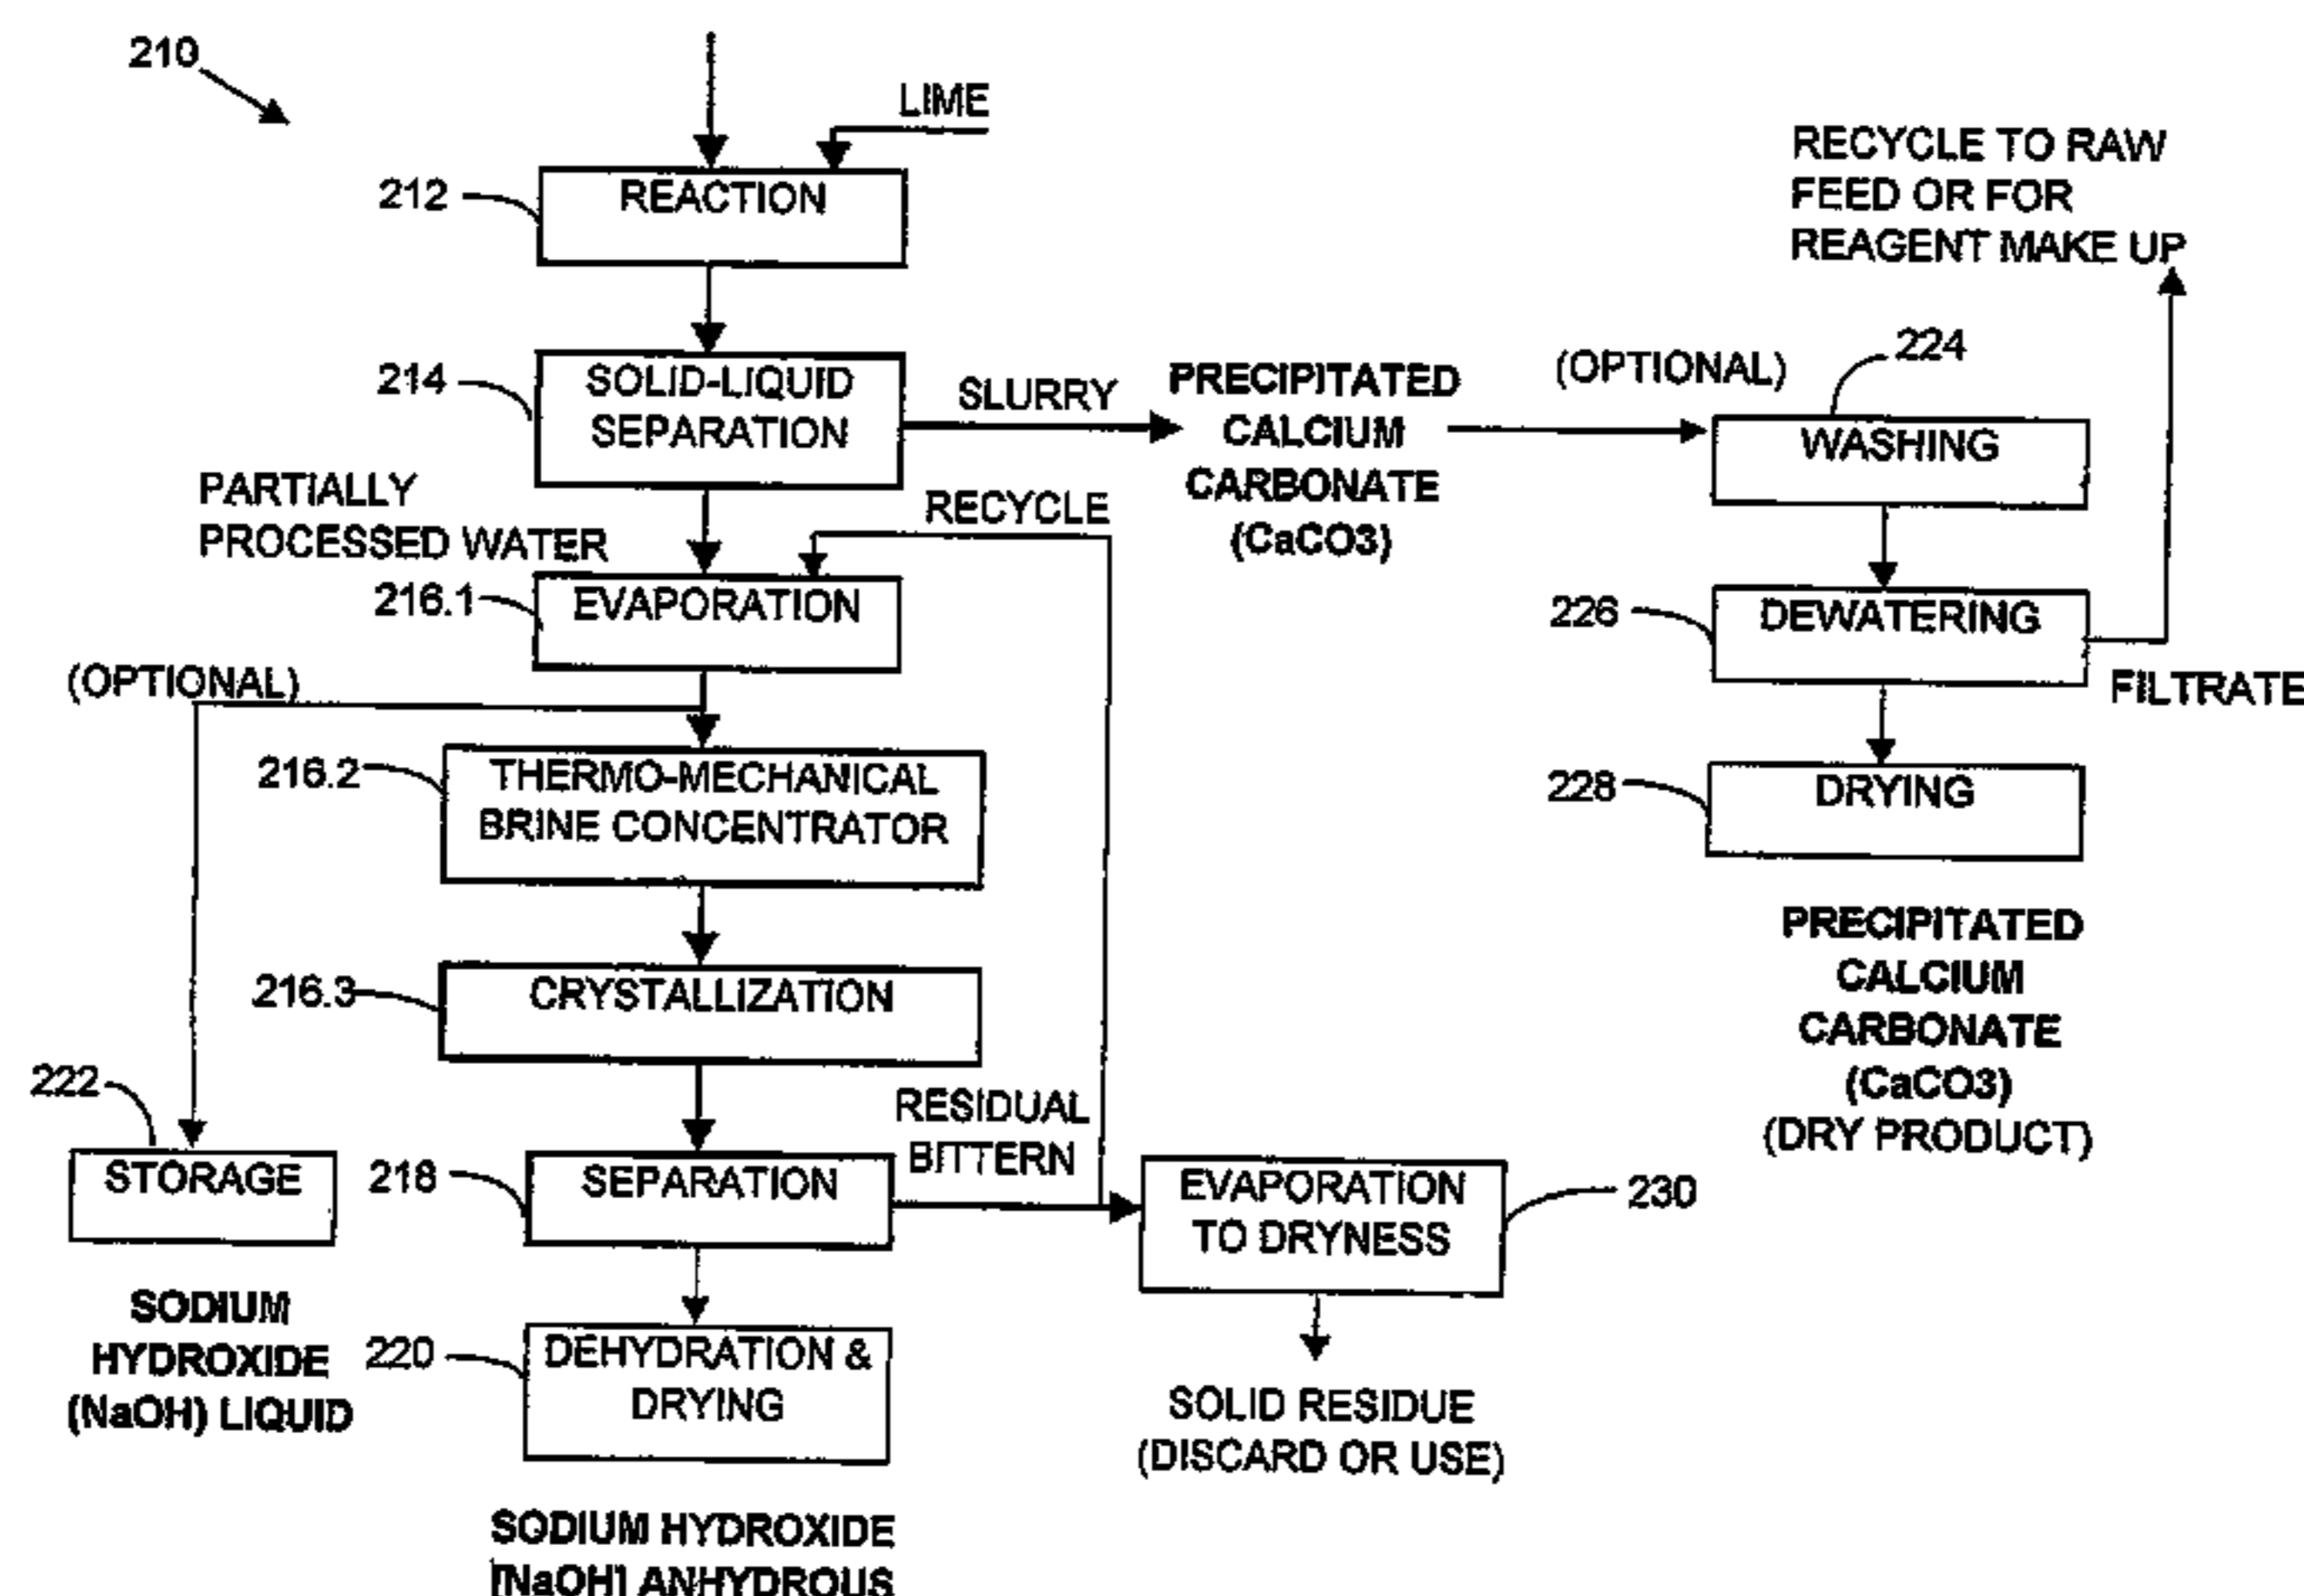 210
LIME
212
REACTION
RECYCLE TO RAW
FEED OR FOR
REAGENT MAKE UP
214
SOLID-LIQUID
SEPARATION
SLURRY
PRECIPITATED
CALCIUM
CARBONATE
(CaCO3)
(OPTIONAL)
224
WASHING
PARTIALLY
PROCESSED WATER
RECYCLE
216.1
EVAPORATION
226
DEWATERING
FILTRATE
(OPTIONAL)
216.2
THERMO-MECHANICAL
BRINE CONCENTRATOR
228
DRYING
PRECIPITATED
CALCIUM
CARBONATE
(CaCO3)
(DRY PRODUCT)
216.3
CRYSTALLIZATION
222
STORAGE
SODIUM
HYDROXIDE
(NaOH) LIQUID
218
SEPARATION
RESIDUAL
BITTERN
EVAPORATION
TO DRYNESS
230
220
DEHYDRATION &
DRYING
SOLID RESIDUE
(DISCARD OR USE)
SODIUM HYDROXIDE
[NaOH] ANHYDROUS